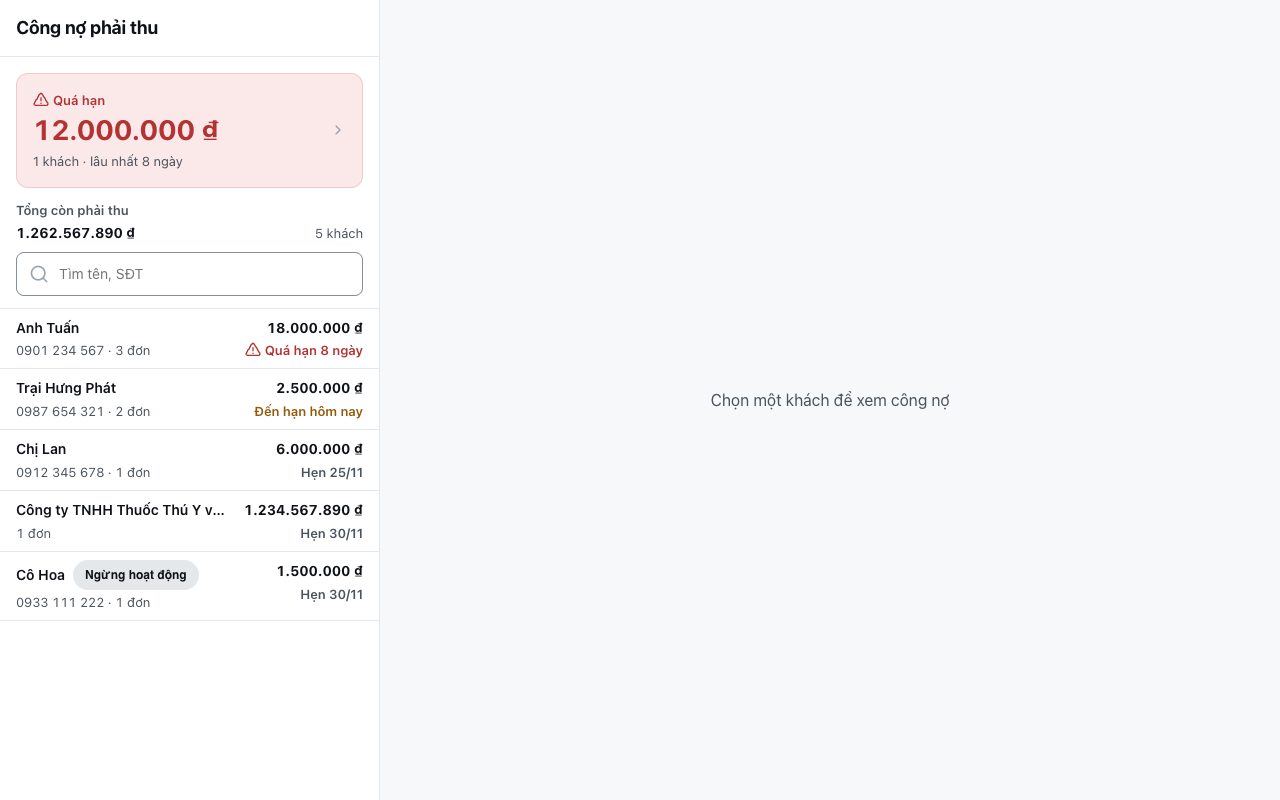 Công nợ phải thu
Quá hạn
12.000.000 ₫
1 khách · lâu nhất 8 ngày
Tổng còn phải thu
1.262.567.890 ₫ 5 khách
Tìm tên, SĐT
Anh Tuấn 18.000.000 ₫
0901 234 567 · 3 đơn Quá hạn 8 ngày
Trại Hưng Phát 2.500.000 ₫
0987 654 321 · 2 đơn Đến hạn hôm nay
Chị Lan 6.000.000 ₫
0912 345 678 · 1 đơn Hẹn 25/11
Công ty TNHH Thuốc Thú Y v... 1.234.567.890 ₫
1 đơn Hẹn 30/11
Cô Hoa Ngừng hoạt động 1.500.000 ₫
0933 111 222 · 1 đơn Hẹn 30/11
Chọn một khách để xem công nợ